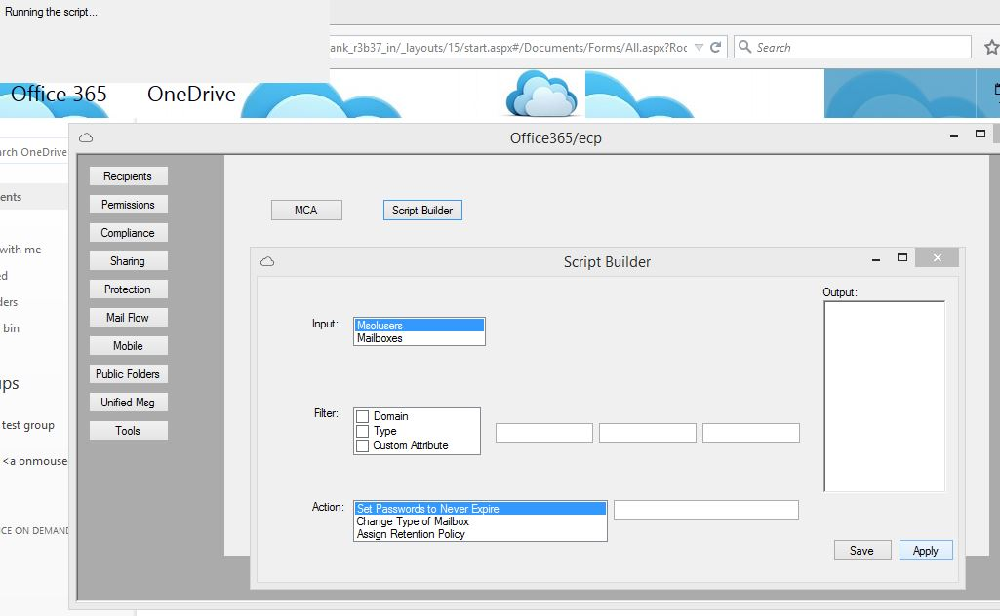 Running the script...
ank_r3b37_in/_layouts/15/start.aspx#/Documents/Forms/All.aspx?Roc
Search
Office 365
OneDrive
Office365/ecp
rch OneDrive
Recipients
ents
Permissions
MCA
Script Builder
Compliance
with me
Sharing
Script Builder
ed
Protection
Output:
ders
Mail Flow
Input:
Msolusers
bin
Mailboxes
Mobile
Public Folders
ups
Unified Msg
Filter:
Domain
test group
Type
Tools
Custom Attribute
<a onmouse
Action:
Set Passwords to Never Expire
Change Type of Mailbox
CE ON DEMAND
Assign Retention Policy
Save
Apply